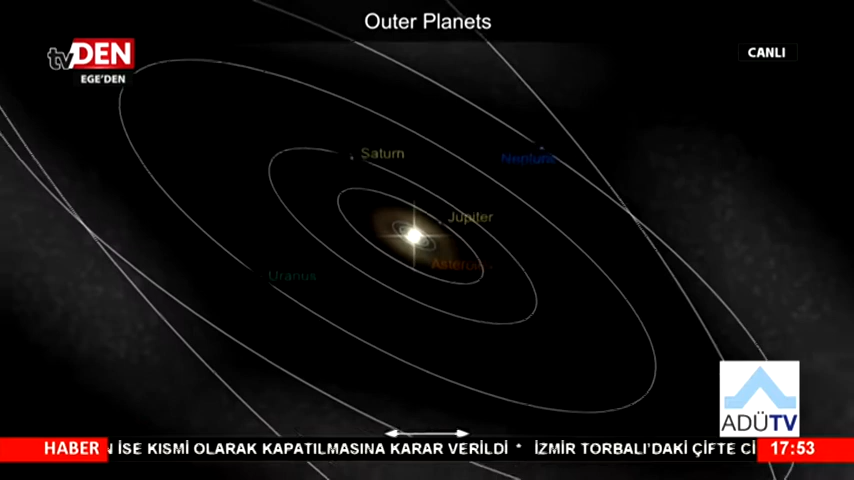 Outer Planets
tvDEN
EGE'DEN
CANLI
Saturn
Neptune
Jupiter
Asteroids
Uranus
ADÜTV
HABER
N İSE KISMİ OLARAK KAPATILMASINA KARAR VERİLDİ * İZMİR TORBALI'DAKİ ÇİFTE Cİ
17:53